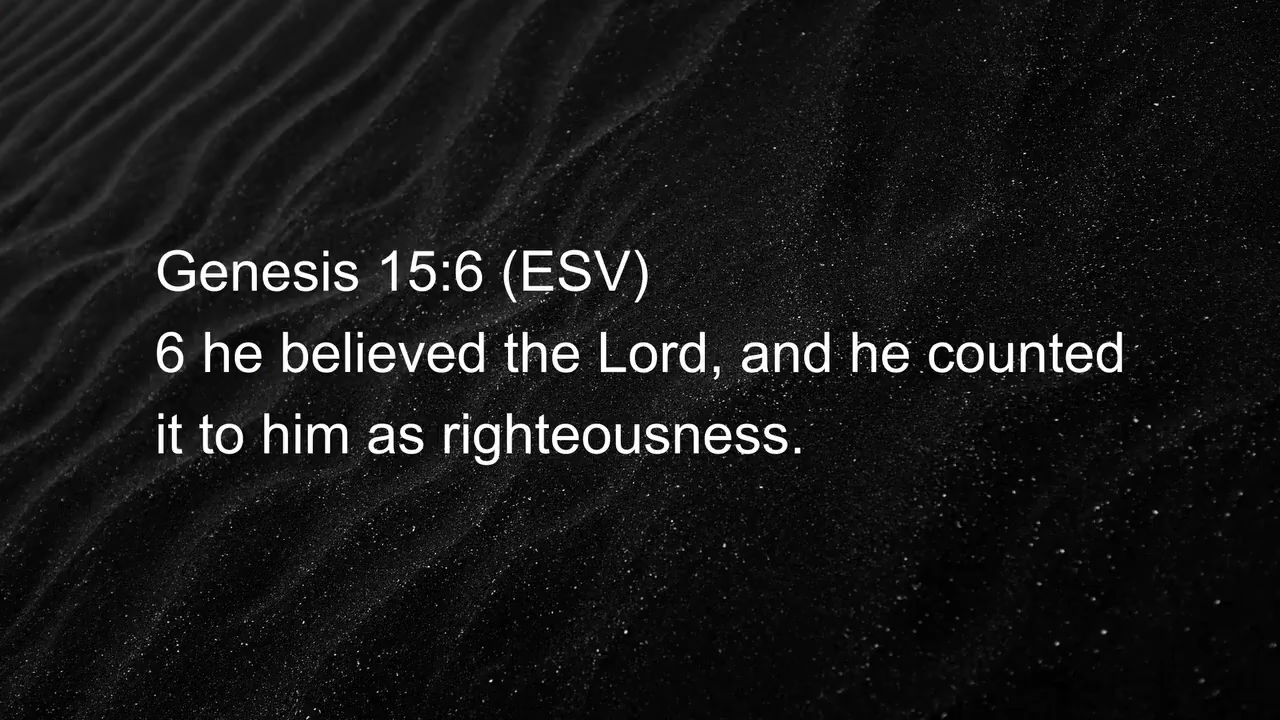 Genesis 15:6 (ESV)
6 he believed the Lord, and he counted
it to him as righteousness.